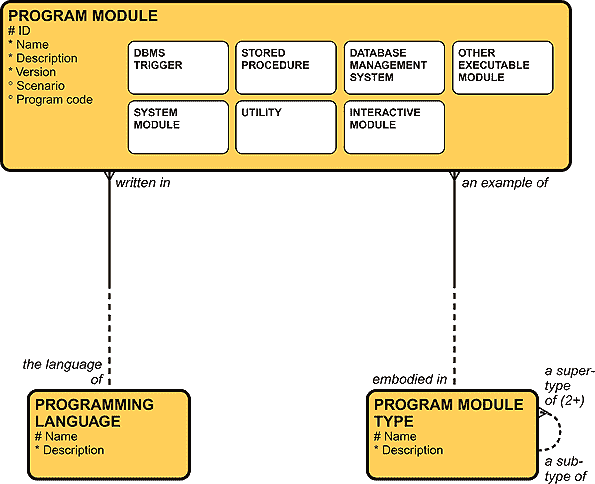 PROGRAM MODULE
# ID
* Name
* Description
* Version
° Scenario
° Program code
DBMS
TRIGGER
STORED
PROCEDURE
DATABASE
MANAGEMENT
SYSTEM
OTHER
EXECUTABLE
MODULE
SYSTEM
MODULE
UTILITY
INTERACTIVE
MODULE
written in
an example of
the language
of
embodied in
a super-
type
of (2+)
PROGRAMMING
LANGUAGE
# Name
* Description
PROGRAM MODULE
TYPE
# Name
* Description
a sub-
type of